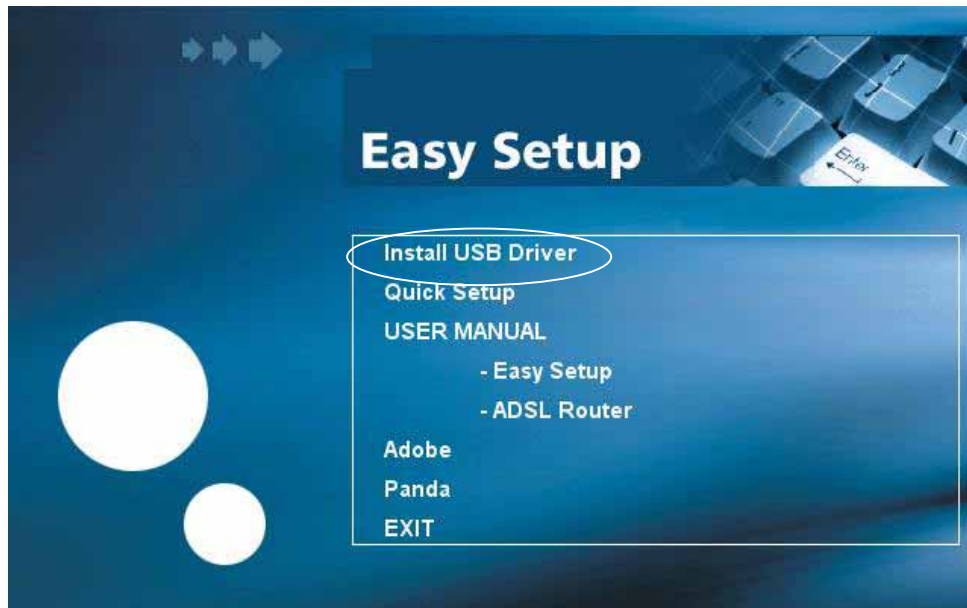 Easy Setup
Enter
Install USB Driver
Quick Setup
USER MANUAL
- Easy Setup
- ADSL Router
Adobe
Panda
EXIT